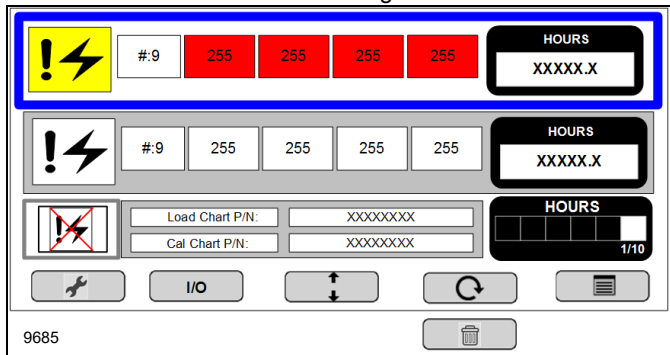 HOURS
#:9 255 255 255 255 XXXXX.X
HOURS
#:9 255 255 255 255 XXXXX.X
Load Chart P/N: XXXXXXXX HOURS
Cal Chart P/N: XXXXXXXX 1/10
I/O
9685